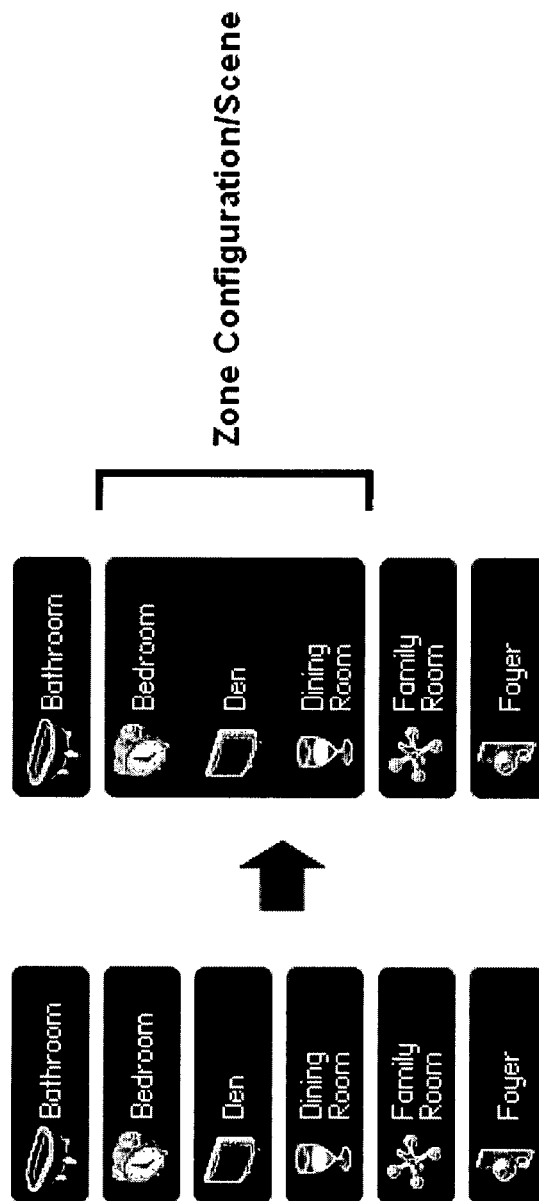 Bathroom
Bedroom
Den
Dining
Room
Family
Room
Foyer
Bathroom
Bedroom
Den
Dining
Room
Family
Room
Foyer
Zone Configuration/Scene